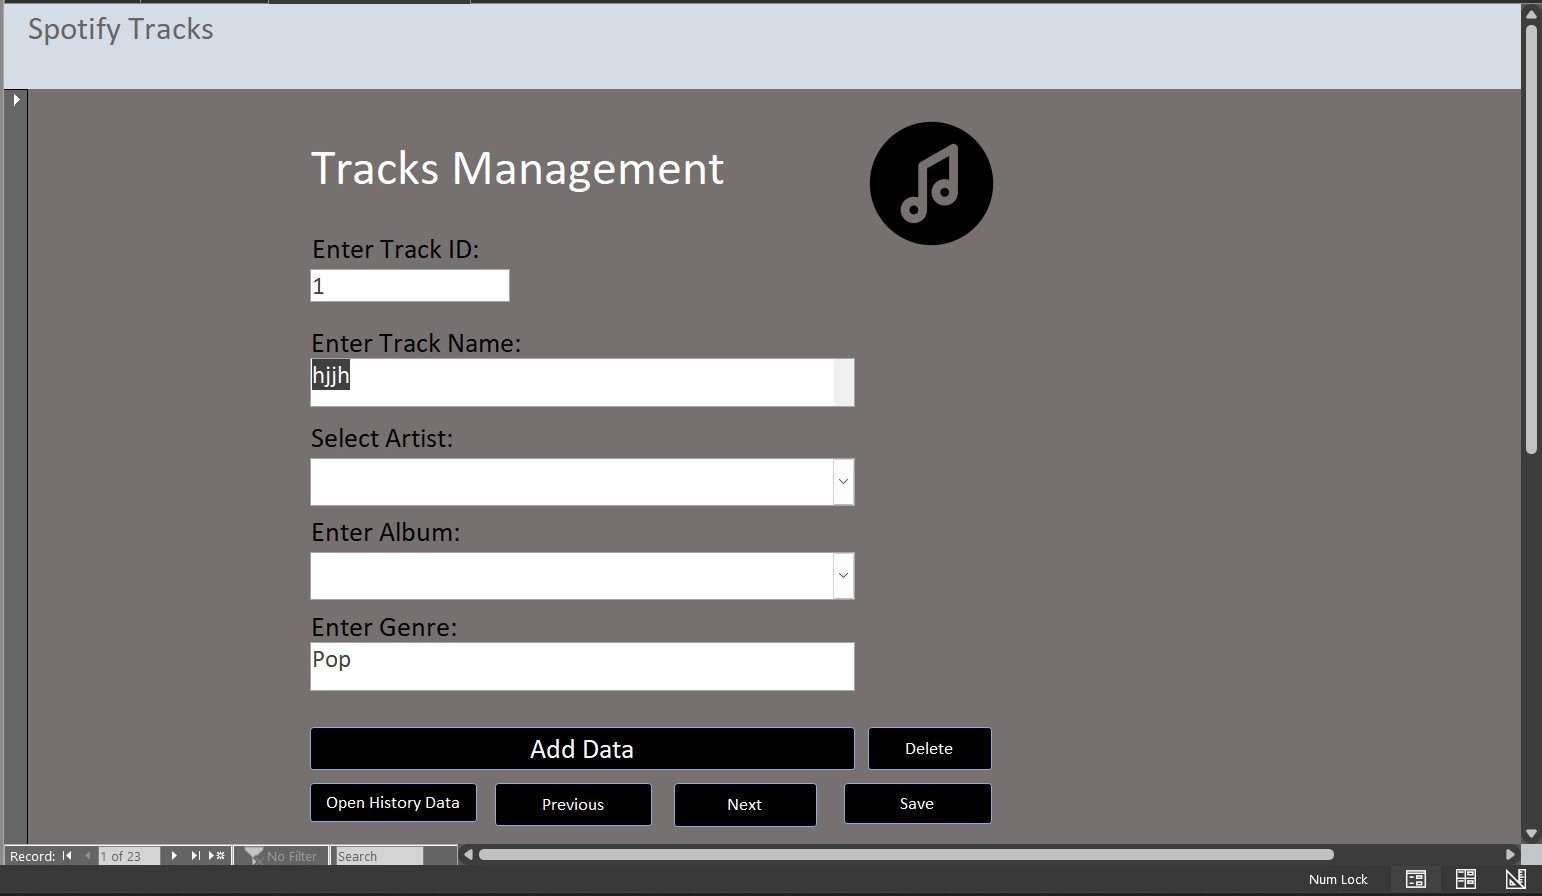 Spotify Tracks
Tracks Management
Enter Track ID:
1
Enter Track Name:
hjjh
Select Artist:
Enter Album:
Enter Genre:
Pop
Add Data
Delete
Open History Data
Previous
Next
Save
Record: 1 of 23 No Filter Search
Num Lock